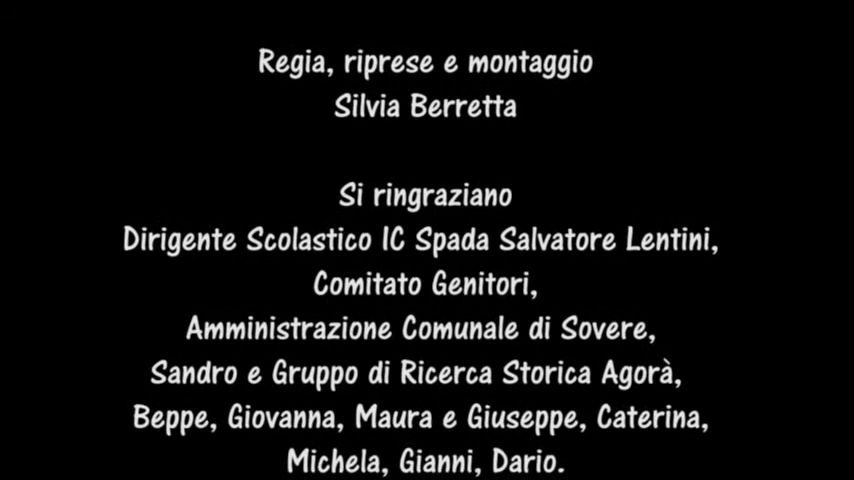 Regia, riprese e montaggio
Silvia Berretta
Si ringraziano
Dirigente Scolastico IC Spada Salvatore Lentini,
Comitato Genitori,
Amministrazione Comunale di Sovere,
Sandro e Gruppo di Ricerca Storica Agorà,
Beppe, Giovanna, Maura e Giuseppe, Caterina,
Michela, Gianni, Dario.